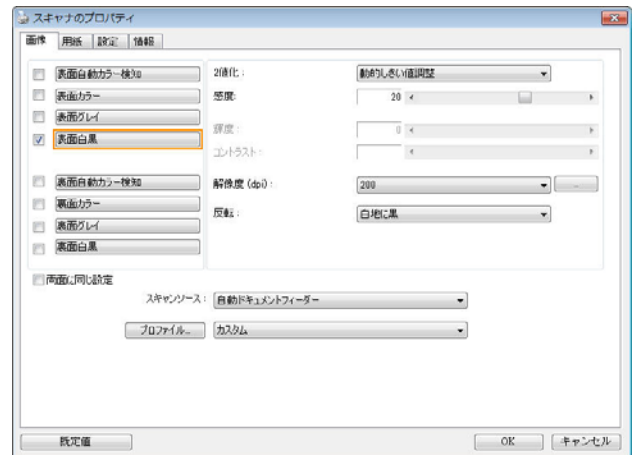 スキャナのプロパティ
画像 用紙 設定 情報
表面自動カラー検知 2値化: 動的しきい値調整
表面カラー 感度: 20
表面グレイ
表面白黒 輝度: 0
コントラスト:
裏面自動カラー検知 解像度 (dpi): 200 ...
裏面カラー 反転: 白地に黒
裏面グレイ
裏面白黒
両面に同じ設定
スキャンソース: 自動ドキュメントフィーダー
プロファイル... カスタム
既定値 OK キャンセル